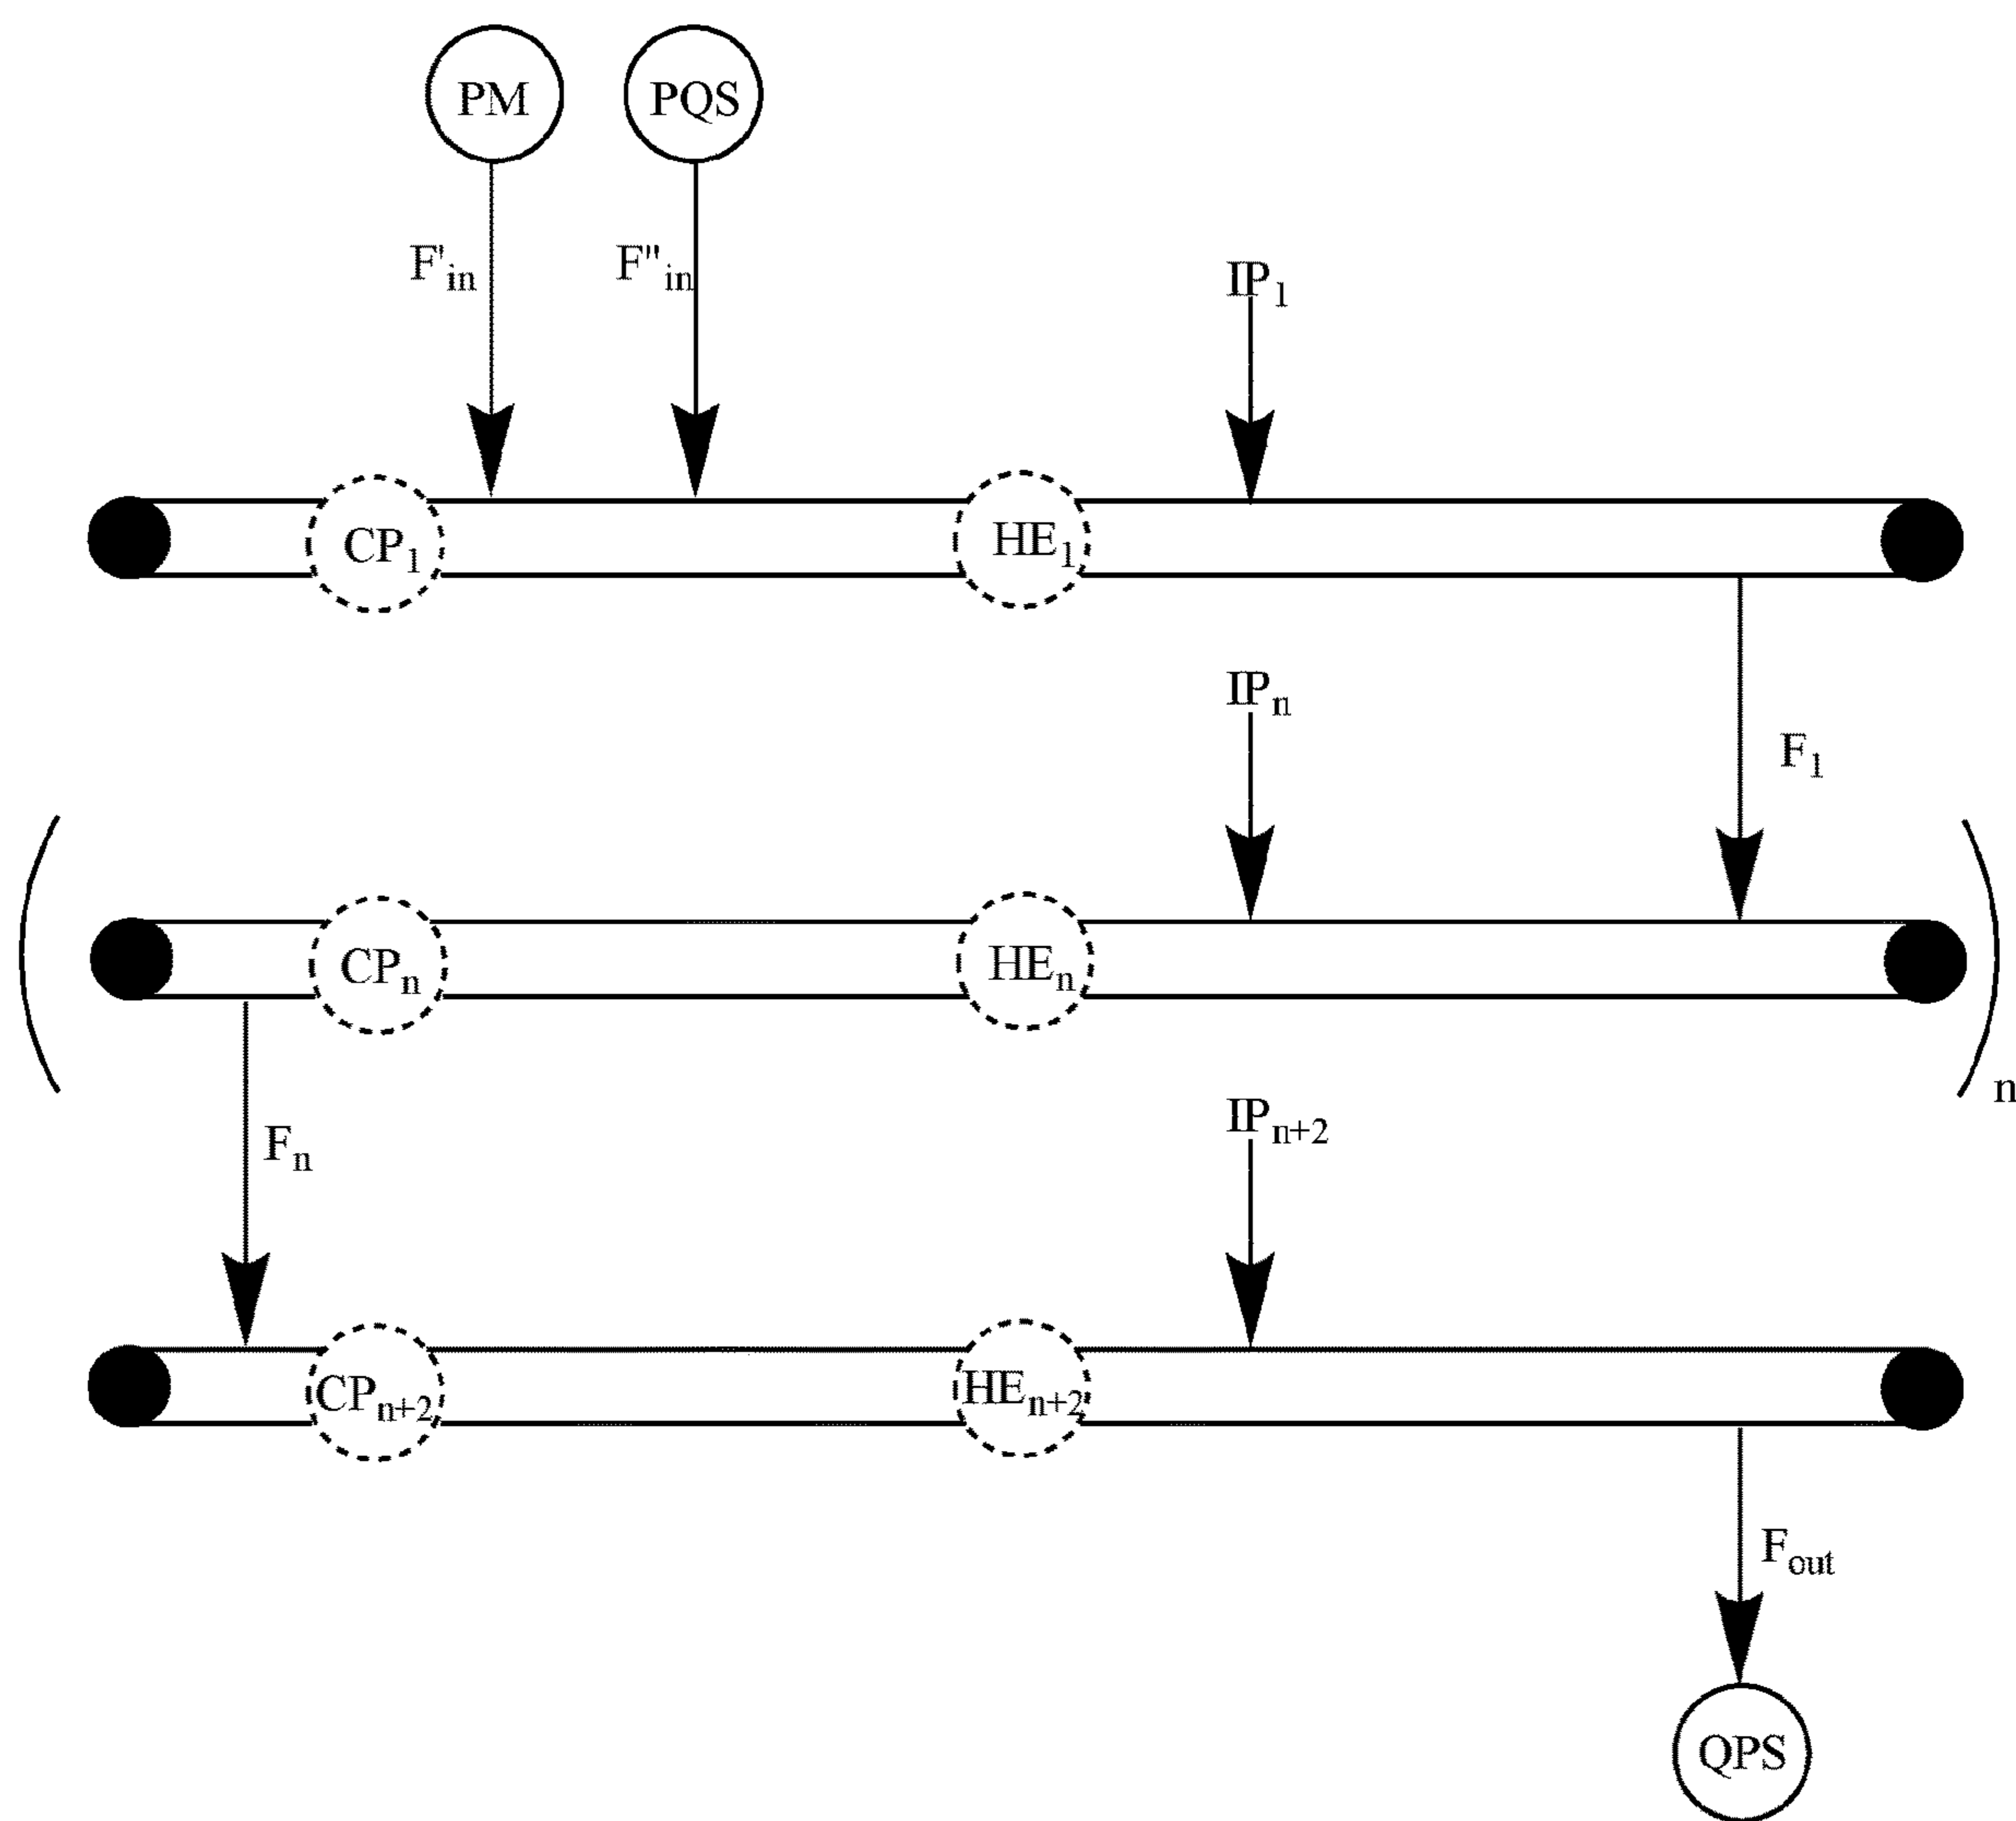 PM PQS
F'in F"in
IP1
CP1 HE1
IPn
F1
CPn HEn
n
Fn
IPn+2
CPn+2 HEn+2
Fout
QPS